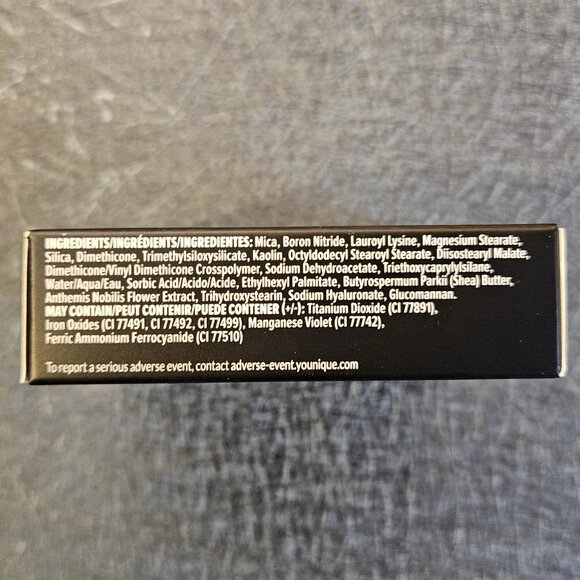 INGREDIENTS/INGRÉDIENTS/INGREDIENTES: Mica, Boron Nitride, Lauroyl Lysine, Magnesium Stearate,
Silica, Dimethicone, Trimethylsiloxysilicate, Kaolin, Octyldodecyl Stearoyl Stearate, Diisostearyl Malate,
Dimethicone/Vinyl Dimethicone Crosspolymer, Sodium Dehydroacetate, Triethoxycaprylylsilane,
Water/Aqua/Eau, Sorbic Acid/Acido/Acide, Ethylhexyl Palmitate, Butyrospermum Parkii (Shea) Butter,
Anthemis Nobilis Flower Extract, Trihydroxystearin, Sodium Hyaluronate, Glucomannan.
MAY CONTAIN/PEUT CONTENIR/PUEDE CONTENER (+/-): Titanium Dioxide (CI 77891),
Iron Oxides (CI 77491, CI 77492, CI 77499), Manganese Violet (CI 77742),
Ferric Ammonium Ferrocyanide (CI 77510)
To report a serious adverse event, contact adverse-event.younique.com